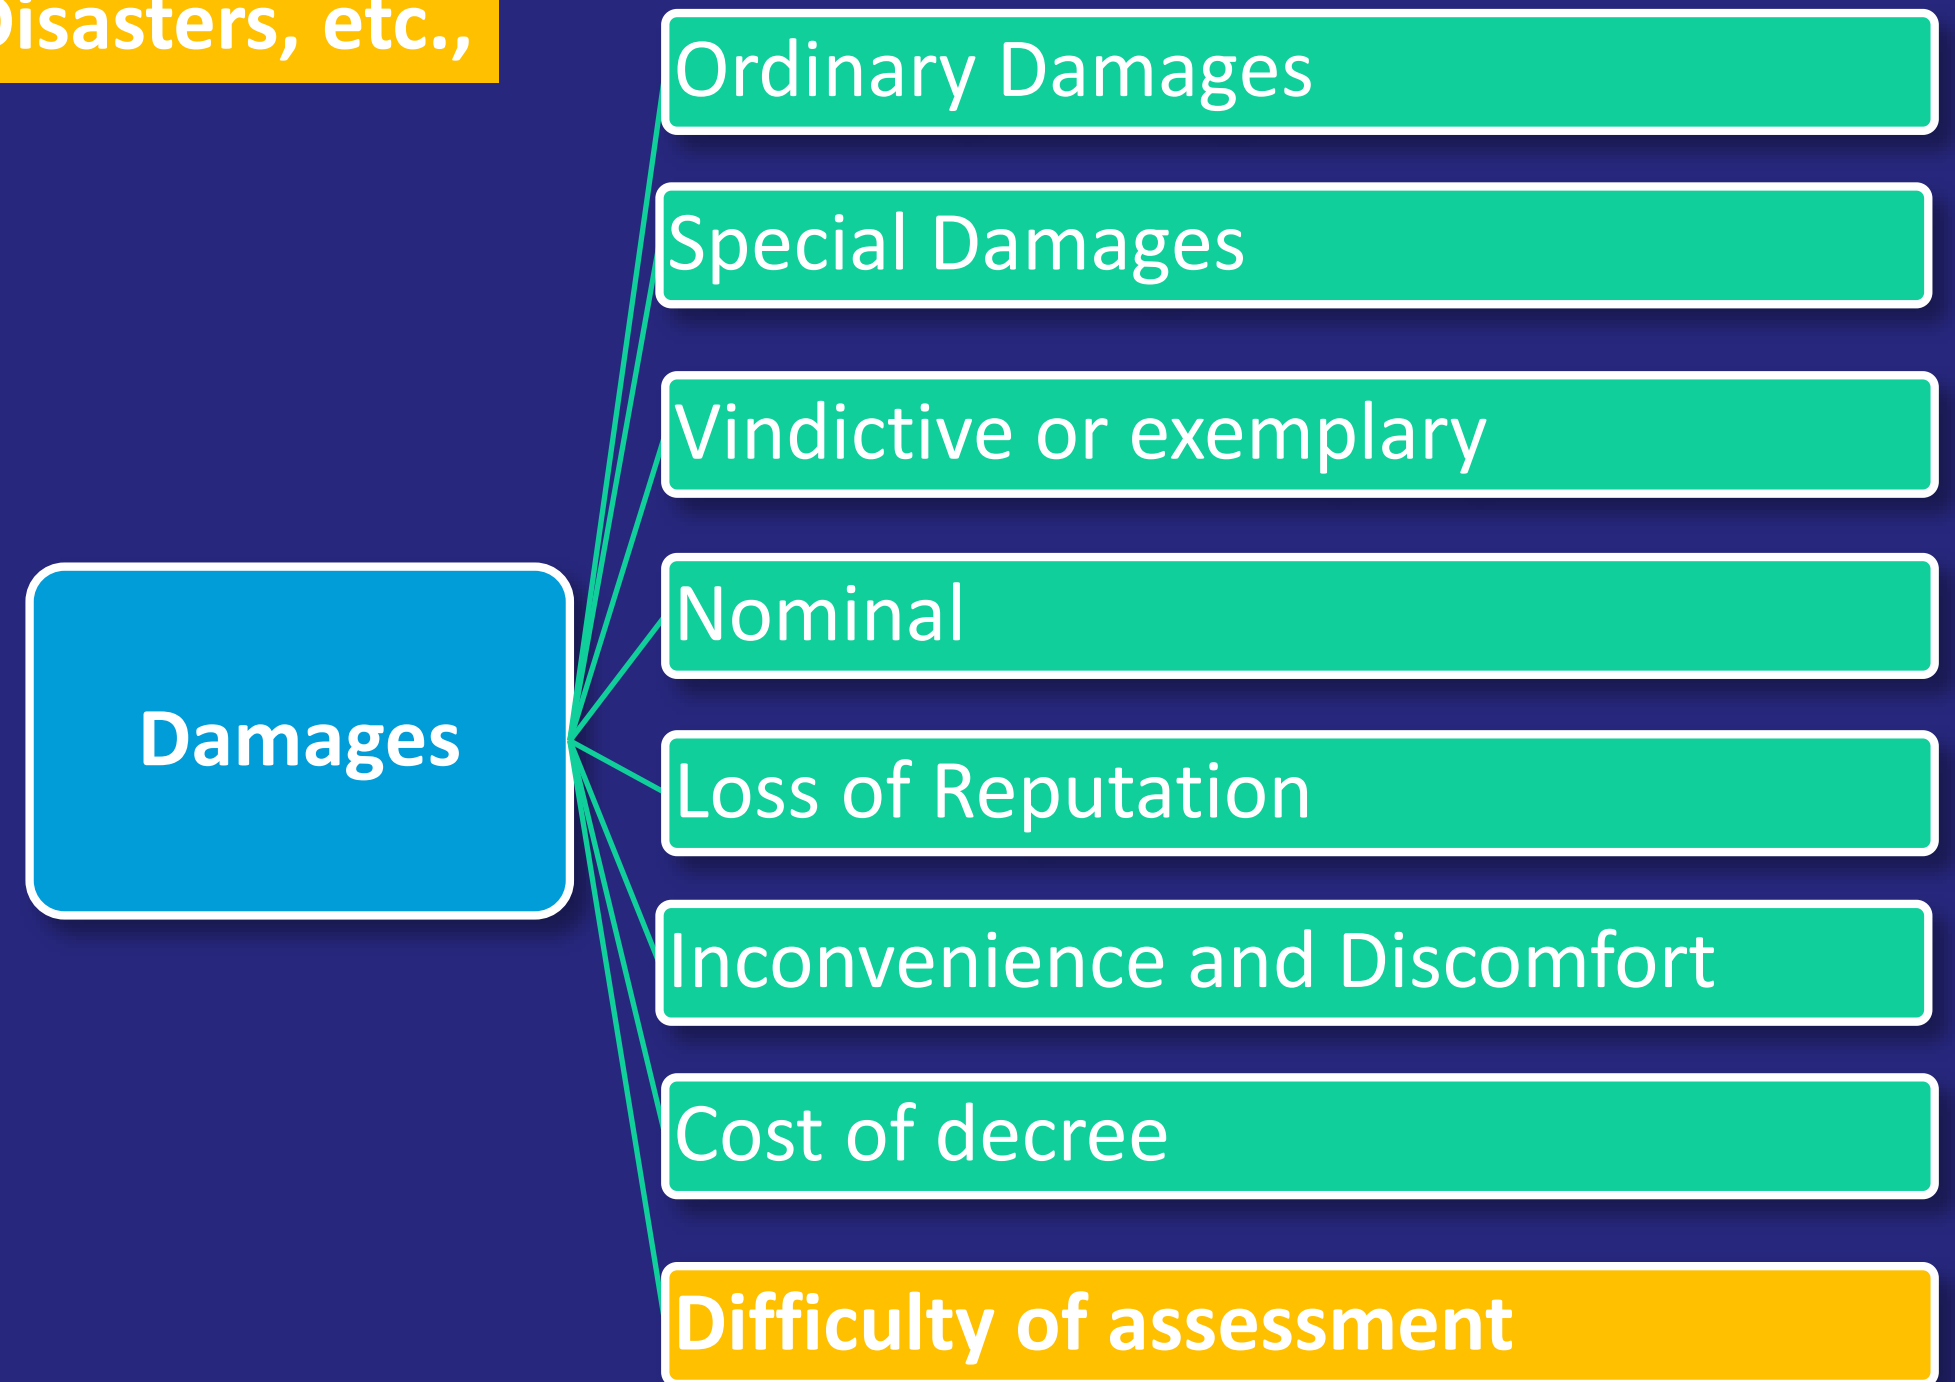 Disasters, etc.,
Ordinary Damages
Special Damages
Vindictive or exemplary
Nominal
Damages
Loss of Reputation
Inconvenience and Discomfort
Cost of decree
Difficulty of assessment